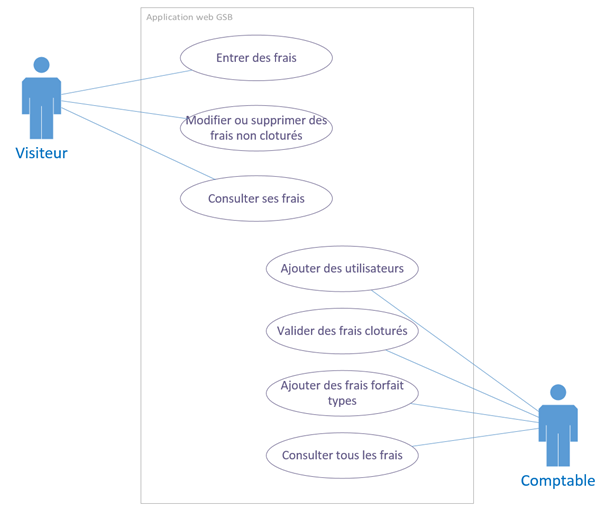 Application web GSB
Entrer des frais
Visiteur
Modifier ou supprimer des
frais non cloturés
Consulter ses frais
Ajouter des utilisateurs
Valider des frais cloturés
Ajouter des frais forfait
types
Consulter tous les frais
Comptable